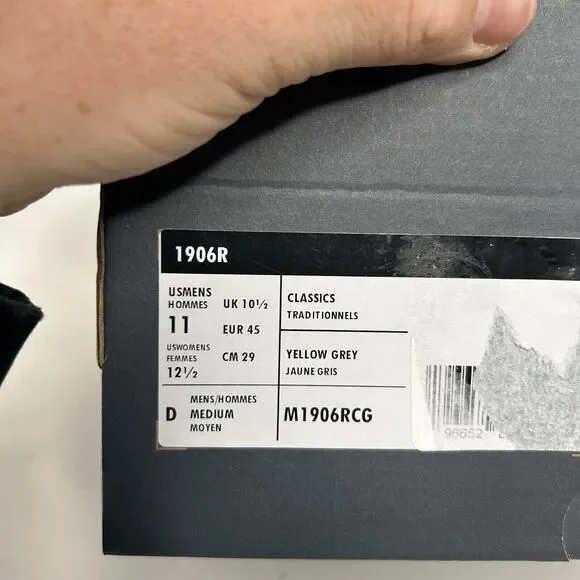 1906R
USMENS
HOMMES
11
USWOMENS
FEMMES
12½
UK 10½
EUR 45
CM 29
CLASSICS
TRADITIONNELS
YELLOW GREY
JAUNE GRIS
D
MENS/HOMMES
MEDIUM
MOYEN
M1906RCG
96652